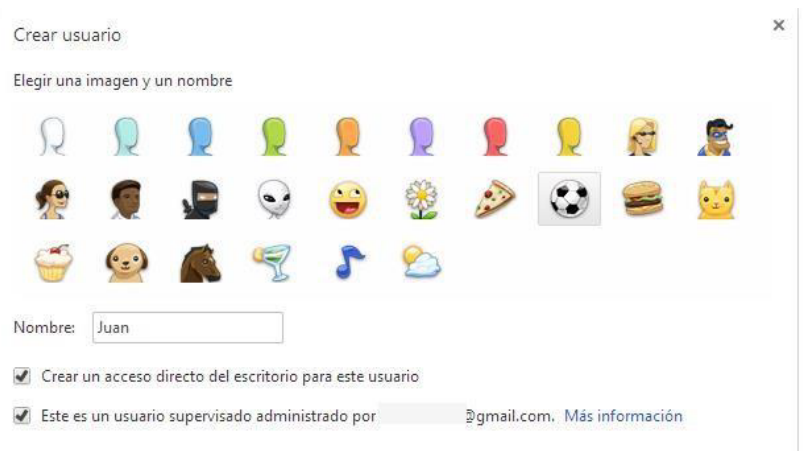 Crear usuario
Elegir una imagen y un nombre
Nombre: Juan
Crear un acceso directo del escritorio para este usuario
Este es un usuario supervisado administrado por @gmail.com. Más información